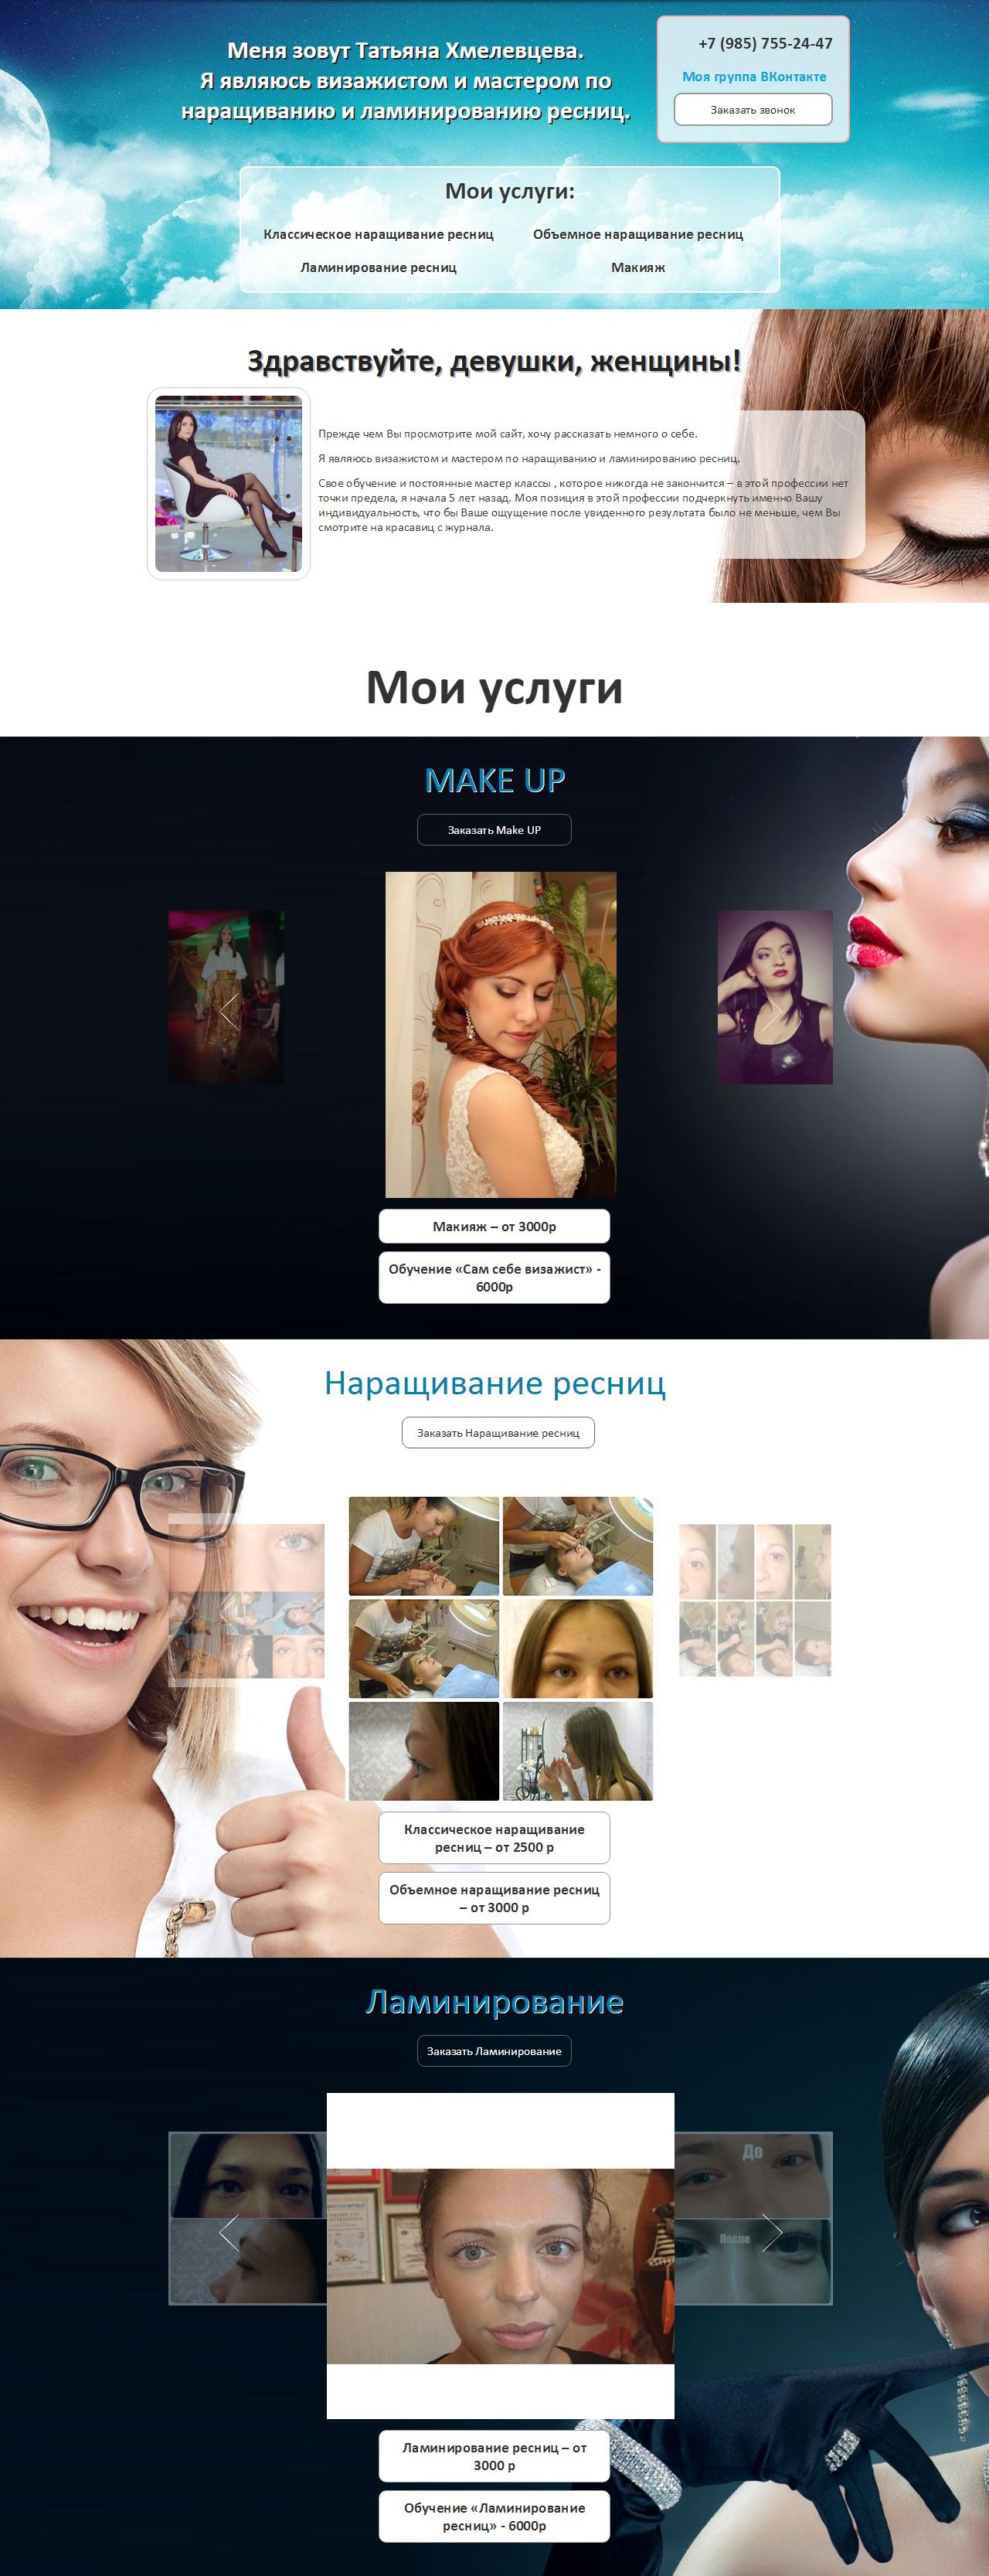 Меня зовут Татьяна Хмелевцева.
Я являюсь визажистом и мастером по
наращиванию и ламинированию ресниц.
+7 (985) 755-24-47
Моя группа ВКонтакте
Заказать звонок
Мои услуги:
Классическое наращивание ресниц
Объемное наращивание ресниц
Ламинирование ресниц
Макияж
Здравствуйте, девушки, женщины!
Прежде чем Вы просмотрите мой сайт, хочу рассказать немного о себе.
Я являюсь визажистом и мастером по наращиванию и ламинированию ресниц.
Свое обучение и постоянные мастер классы , которое никогда не закончится – в этой профессии нет
точки предела, я начала 5 лет назад. Моя позиция в этой профессии подчеркнуть именно Вашу
индивидуальность, что бы Ваше ощущение после увиденного результата было не меньше, чем Вы
смотрите на красавиц с журнала.
Мои услуги
MAKE UP
Заказать Make UP
Макияж – от 3000р
Обучение «Сам себе визажист» -
6000р
Наращивание ресниц
Заказать Наращивание ресниц
Классическое наращивание
ресниц – от 2500 р
Объемное наращивание ресниц
– от 3000 р
Ламинирование
Заказать Ламинирование
До
После
Ламинирование ресниц – от
3000 р
Обучение «Ламинирование
ресниц» - 6000р